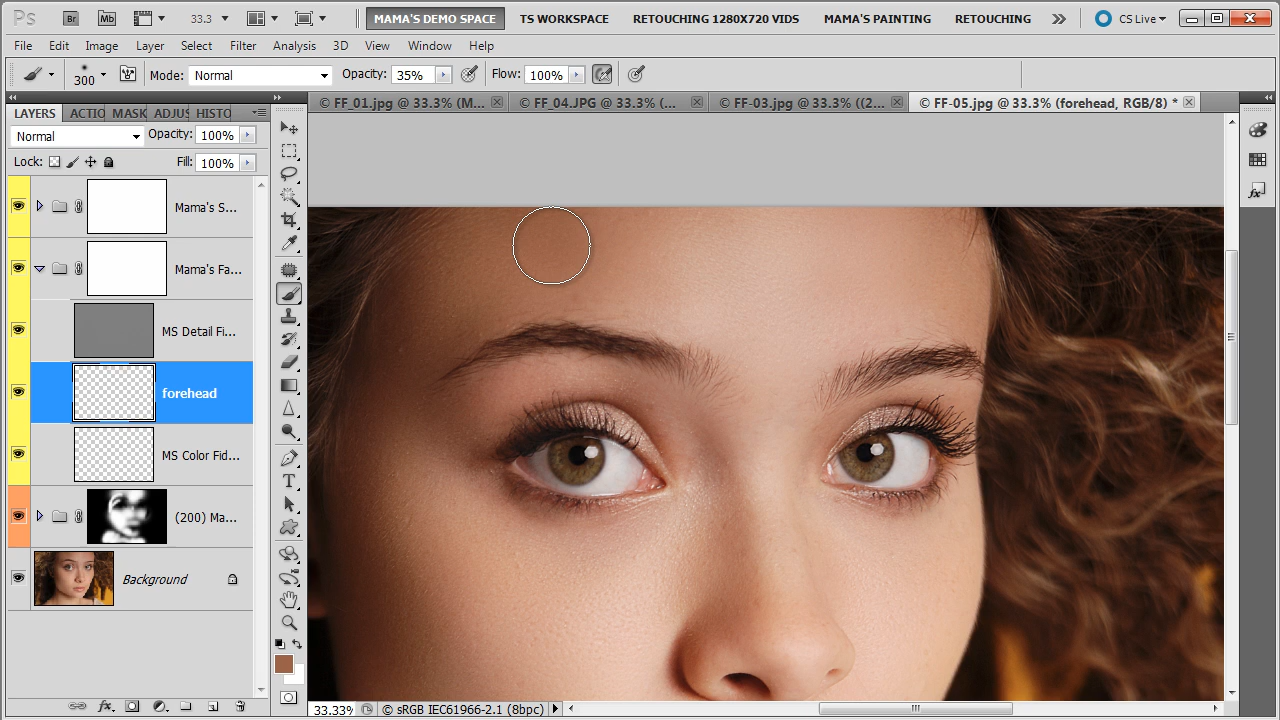 Ps Br Mb 33.3 MAMA'S DEMO SPACE TS WORKSPACE RETOUCHING 1280X720 VIDS MAMA'S PAINTING RETOUCHING CS Live
File Edit Image Layer Select Filter Analysis 3D View Window Help
300 Mode: Normal Opacity: 35% Flow: 100%
LAYERS ACTIO MASK ADJUS HISTO
© FF_01.jpg @ 33.3% (M... © FF_04.JPG @ 33.3% (... © FF-03.jpg @ 33.3% ((2... © FF-05.jpg @ 33.3% (forehead, RGB/8) *
Normal Opacity: 100%
Lock: Fill: 100%
Mama's S...
Mama's Fa...
MS Detail Fi...
forehead
MS Color Fid...
(200) Ma...
Background
fx
33.33% © sRGB IEC61966-2.1 (8bpc)